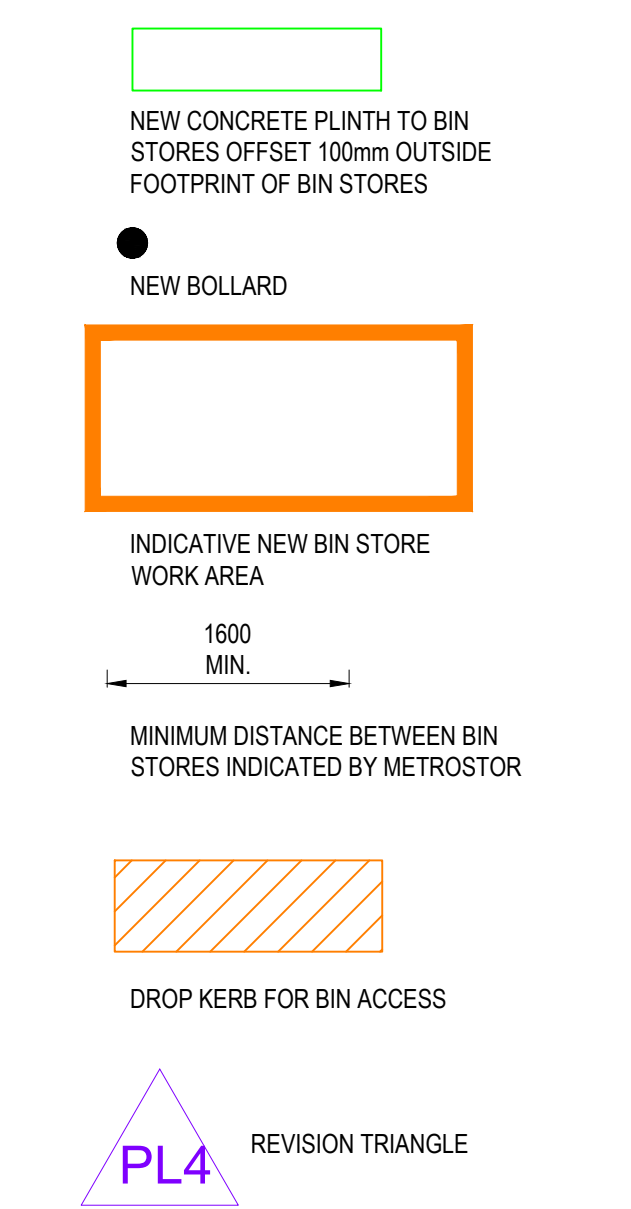 NEW CONCRETE PLINTH TO BIN
STORES OFFSET 100mm OUTSIDE
FOOTPRINT OF BIN STORES
NEW BOLLARD
INDICATIVE NEW BIN STORE
WORK AREA
1600
MIN.
MINIMUM DISTANCE BETWEEN BIN
STORES INDICATED BY METROSTOR
DROP KERB FOR BIN ACCESS
PL4
REVISION TRIANGLE